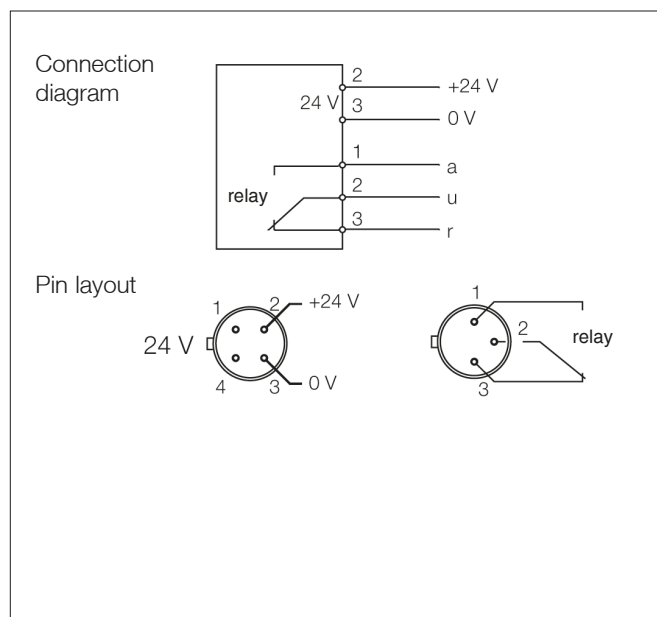 Connection
diagram
2
24 V
+24 V
3
0 V
1
a
relay
2
u
3
r
Pin layout
1
2
+24 V
24 V
4
3
0 V
1
2
relay
3